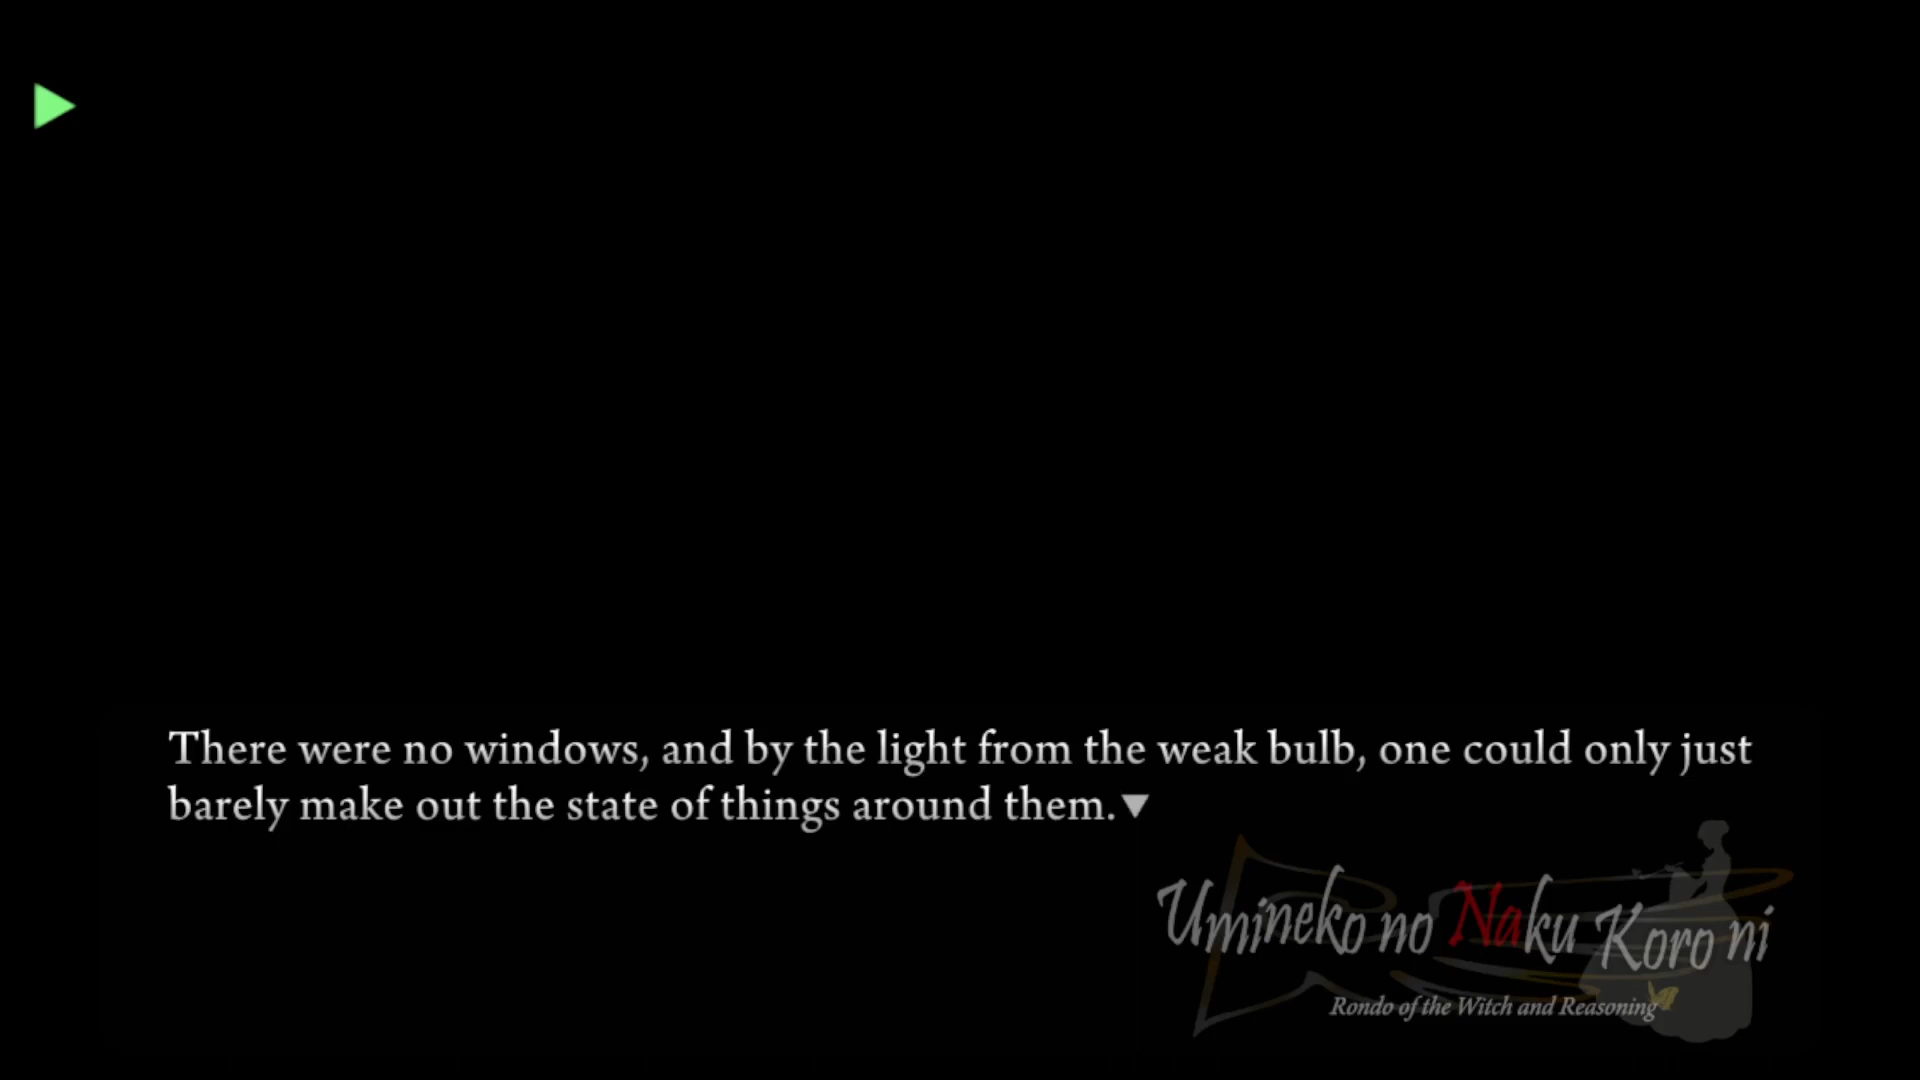 There were no windows, and by the light from the weak bulb, one could only just
barely make out the state of things around them.
Umineko no Naku Koro ni
Rondo of the Witch and Reasoning